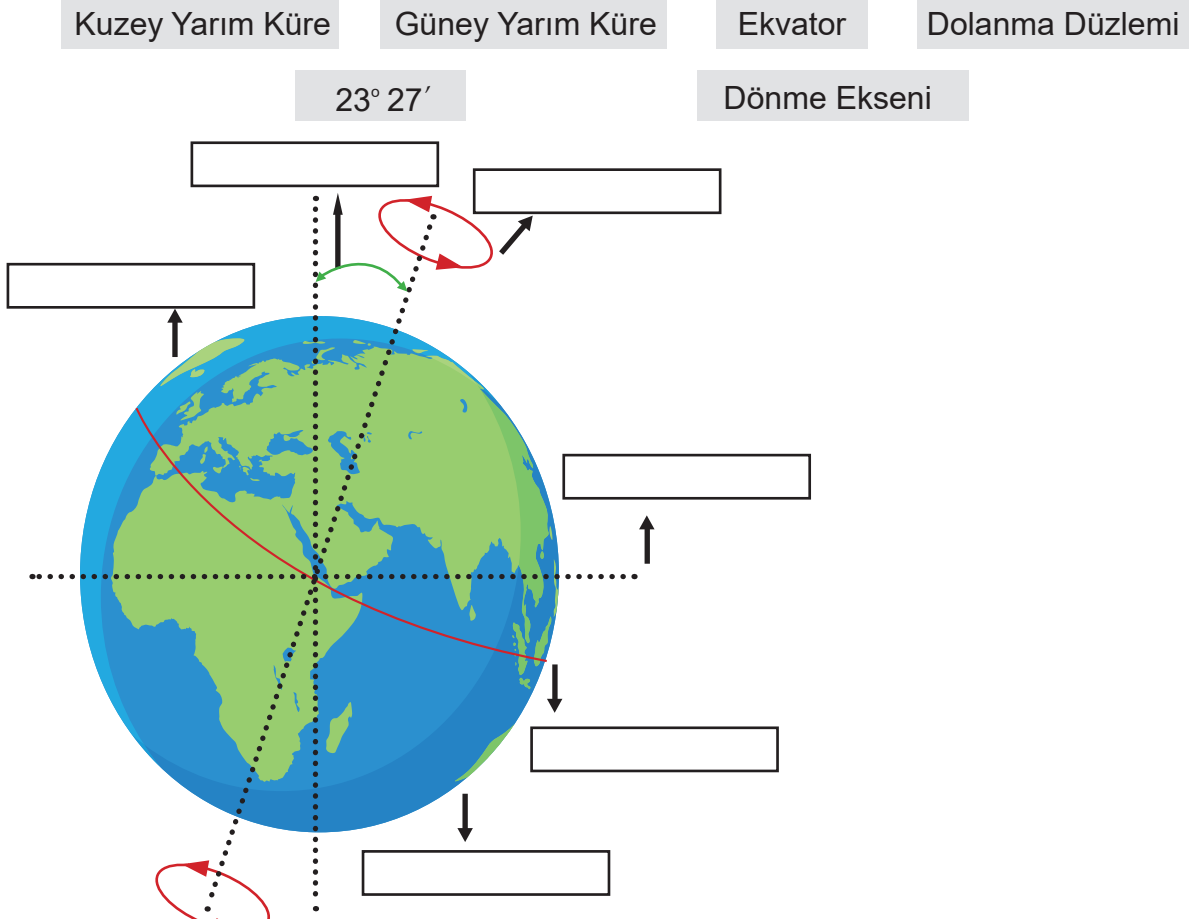 Kuzey Yarım Küre Güney Yarım Küre Ekvator Dolanma Düzlemi
23° 27′ Dönme Ekseni